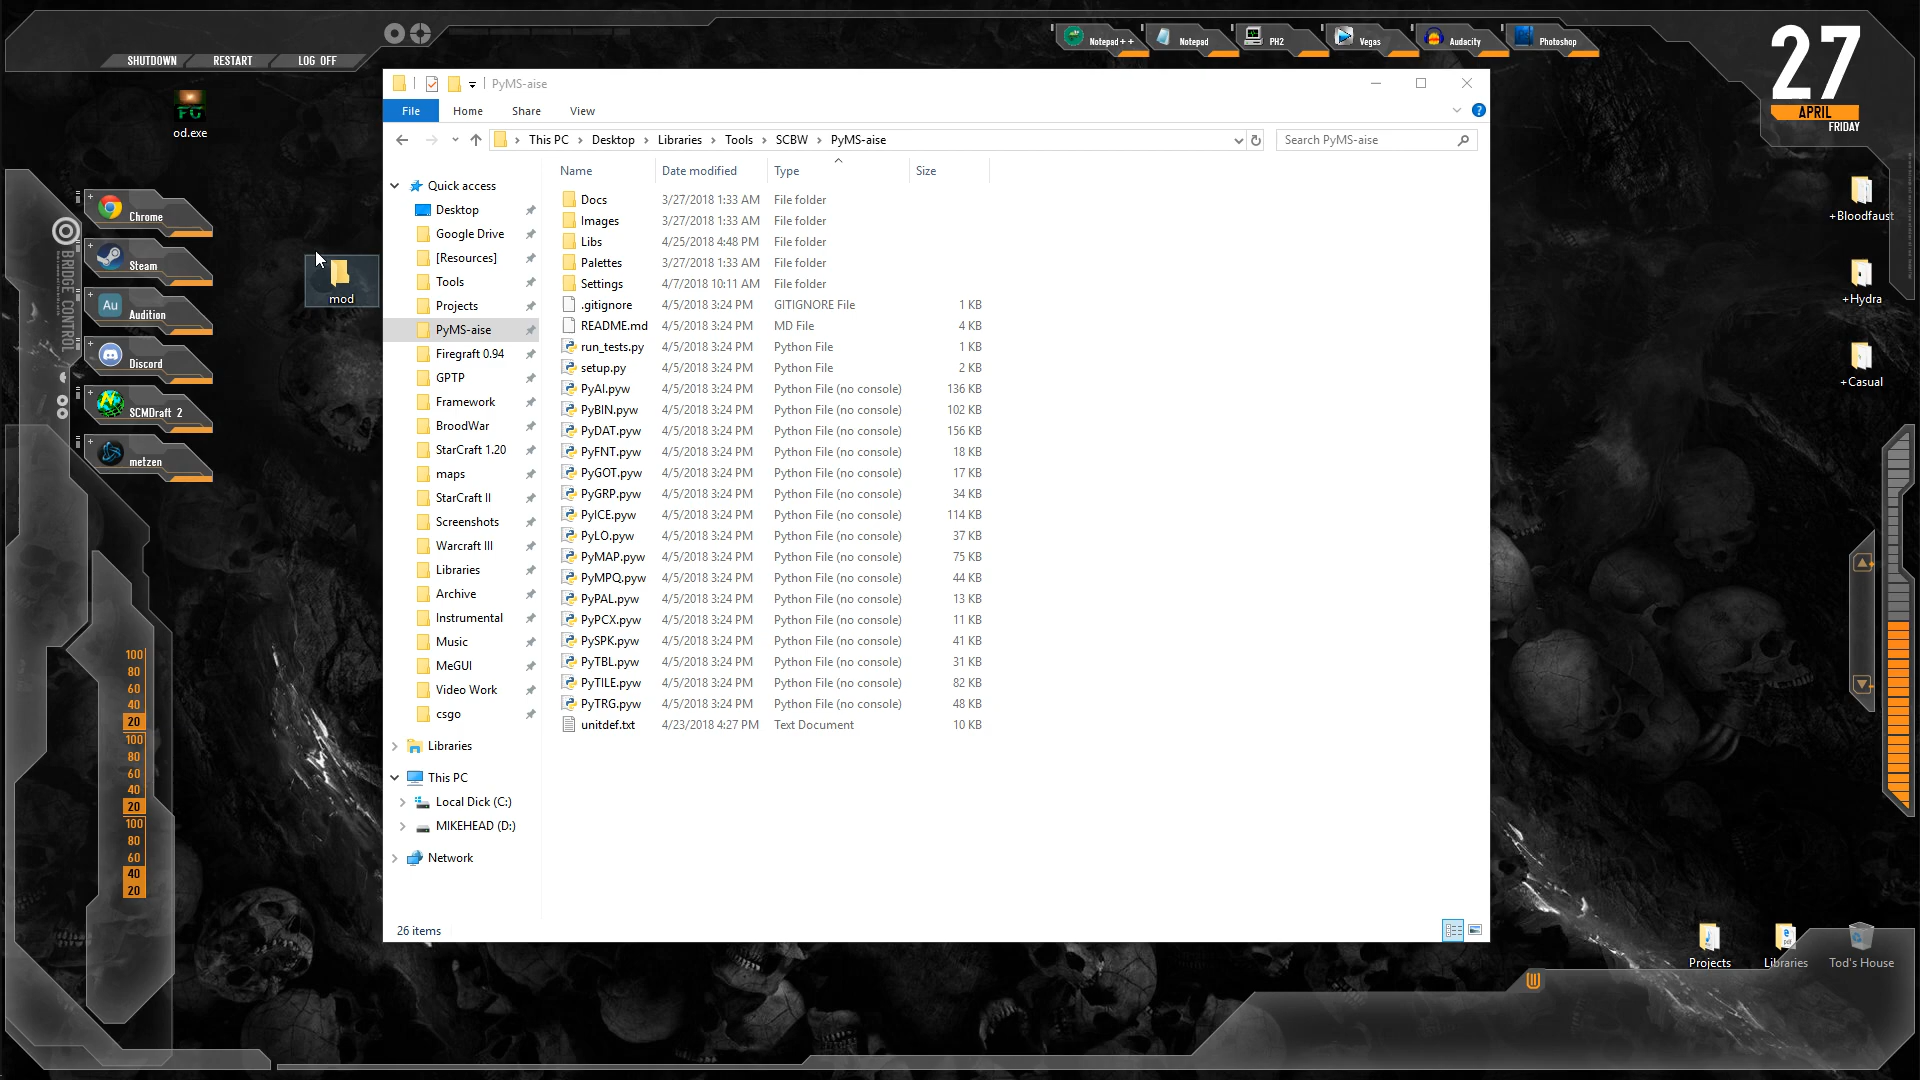 SHUTDOWN RESTART LOG OFF
Notepad++ Notepad PH2 Vegas Audacity Photoshop
27
APRIL
FRIDAY
od.exe
Chrome
Steam
Au Audition
Discord
SCMDraft 2
metzen
BRIDGE CONTROL
mod
+Bloodfaust
+Hydra
+Casual
PyMS-aise
File Home Share View
This PC Desktop Libraries Tools SCBW PyMS-aise
Search PyMS-aise
Name Date modified Type Size
Quick access
Desktop
Google Drive
[Resources]
Tools
Projects
PyMS-aise
Firegraft 0.94
GPTP
Framework
BroodWar
StarCraft 1.20
maps
StarCraft II
Screenshots
Warcraft III
Libraries
Archive
Instrumental
Music
MeGUI
Video Work
csgo
Libraries
This PC
Local Dick (C:)
MIKEHEAD (D:)
Network
Docs 3/27/2018 1:33 AM File folder
Images 3/27/2018 1:33 AM File folder
Libs 4/25/2018 4:48 PM File folder
Palettes 3/27/2018 1:33 AM File folder
Settings 4/7/2018 10:11 AM File folder
.gitignore 4/5/2018 3:24 PM GITIGNORE File 1 KB
README.md 4/5/2018 3:24 PM MD File 4 KB
run_tests.py 4/5/2018 3:24 PM Python File 1 KB
setup.py 4/5/2018 3:24 PM Python File 2 KB
PyAI.pyw 4/5/2018 3:24 PM Python File (no console) 136 KB
PyBIN.pyw 4/5/2018 3:24 PM Python File (no console) 102 KB
PyDAT.pyw 4/5/2018 3:24 PM Python File (no console) 156 KB
PyFNT.pyw 4/5/2018 3:24 PM Python File (no console) 18 KB
PyGOT.pyw 4/5/2018 3:24 PM Python File (no console) 17 KB
PyGRP.pyw 4/5/2018 3:24 PM Python File (no console) 34 KB
PyICE.pyw 4/5/2018 3:24 PM Python File (no console) 114 KB
PyLO.pyw 4/5/2018 3:24 PM Python File (no console) 37 KB
PyMAP.pyw 4/5/2018 3:24 PM Python File (no console) 75 KB
PyMPQ.pyw 4/5/2018 3:24 PM Python File (no console) 44 KB
PyPAL.pyw 4/5/2018 3:24 PM Python File (no console) 13 KB
PyPCX.pyw 4/5/2018 3:24 PM Python File (no console) 11 KB
PySPK.pyw 4/5/2018 3:24 PM Python File (no console) 41 KB
PyTBL.pyw 4/5/2018 3:24 PM Python File (no console) 31 KB
PyTILE.pyw 4/5/2018 3:24 PM Python File (no console) 82 KB
PyTRG.pyw 4/5/2018 3:24 PM Python File (no console) 48 KB
unitdef.txt 4/23/2018 4:27 PM Text Document 10 KB
26 items
100
80
60
40
20
100
80
60
40
20
100
80
60
40
20
Projects Libraries Tod's House